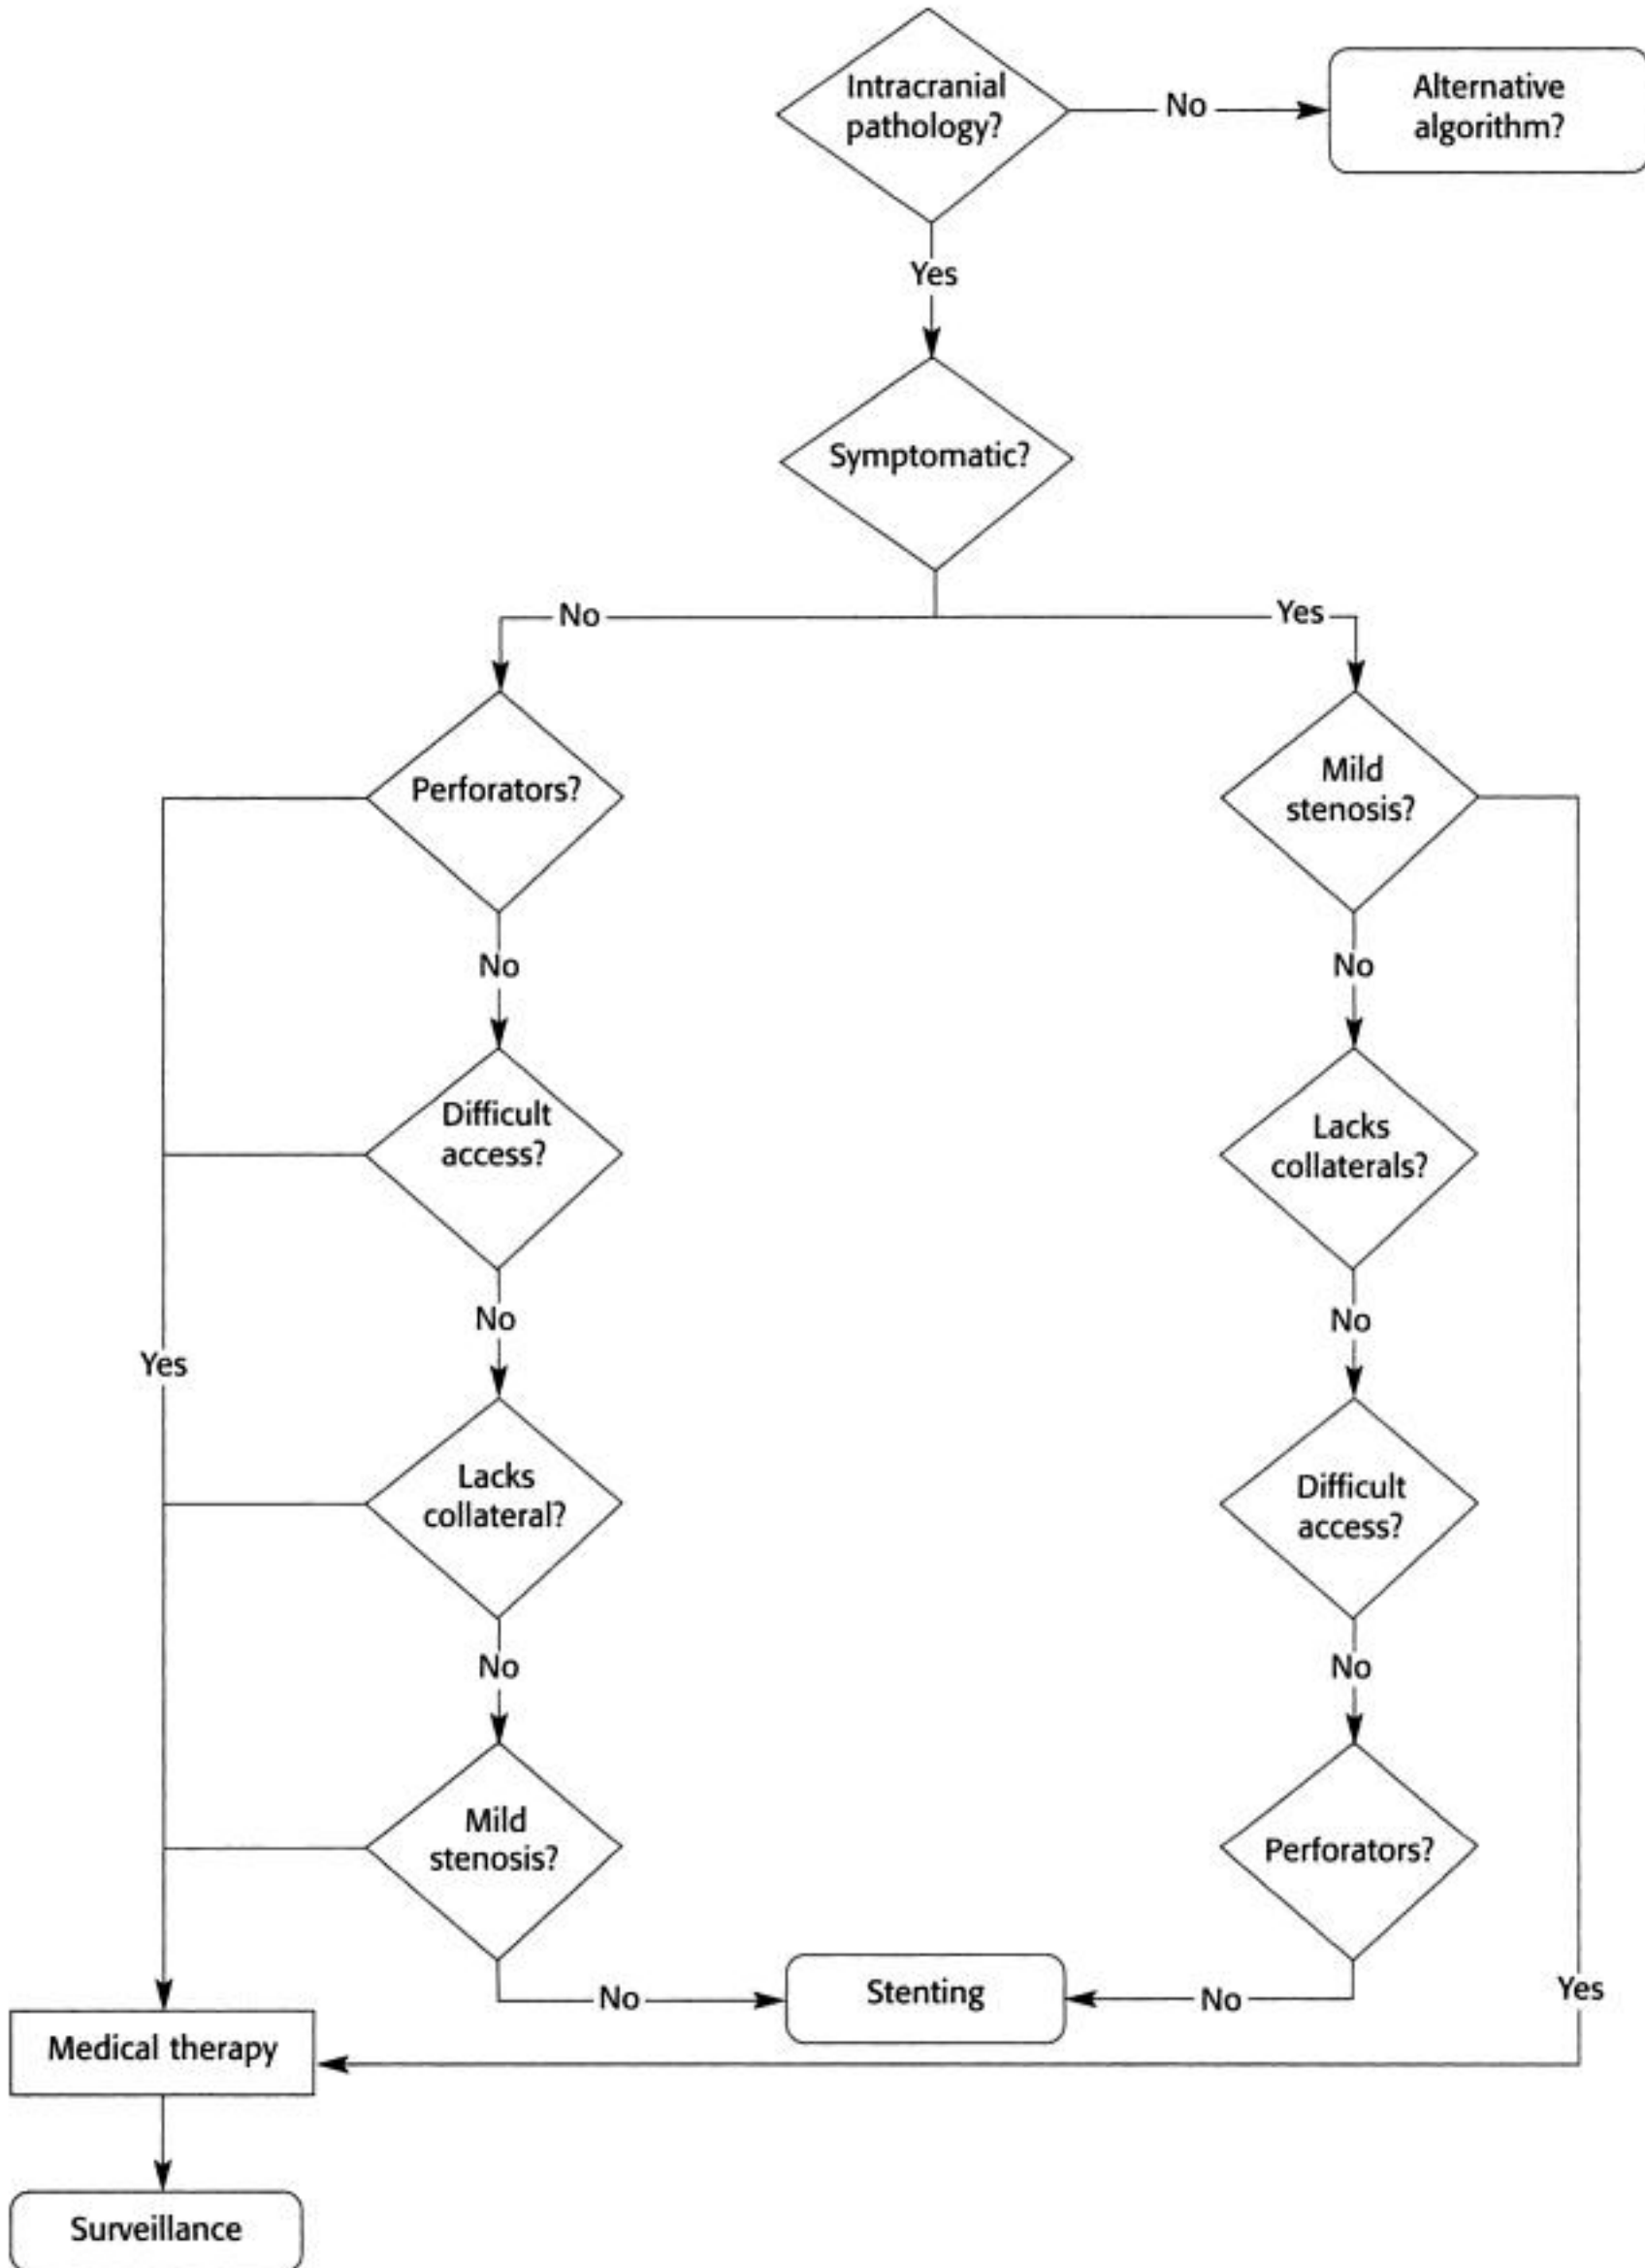 Intracranial
pathology?
No
Alternative
algorithm?
Yes
Symptomatic?
No
Yes
Perforators?
Mild
stenosis?
No
No
Difficult
access?
Lacks
collaterals?
No
No
Yes
Lacks
collateral?
Difficult
access?
No
No
Mild
stenosis?
Perforators?
No
Stenting
No
Yes
Medical therapy
Surveillance